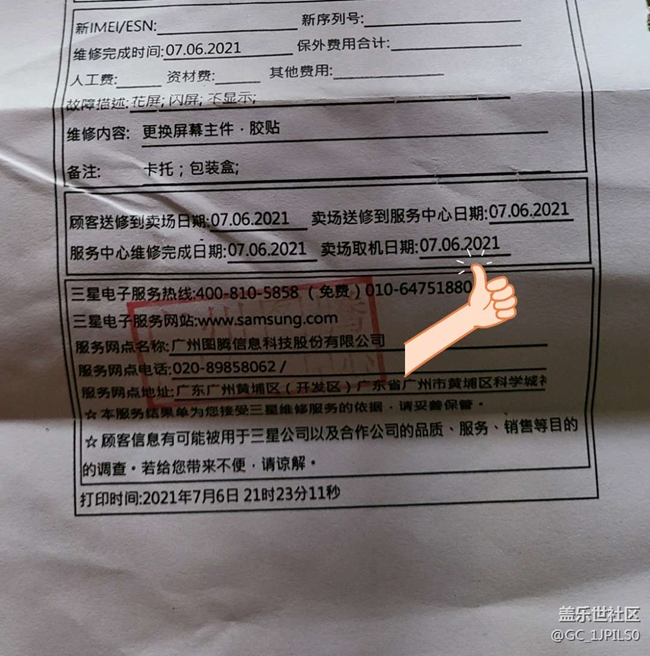 新IMEI/ESN: 新序列号:
维修完成时间: 07.06.2021 保外费用合计:
人工费: 资材费: 其他费用:
故障描述: 花屏; 闪屏; 不显示;
维修内容: 更换屏幕主件·胶贴
备注: 卡托；包装盒;
顾客送修到卖场日期:07.06.2021 卖场送修到服务中心日期:07.06.2021
服务中心维修完成日期:07.06.2021 卖场取机日期:07.06.2021
三星电子服务热线:400-810-5858 （免费）010-64751880
三星电子服务网站:www.samsung.com
服务网点名称:广州图腾信息科技股份有限公司
服务网点电话:020-89858062 /
服务网点地址:广东广州黄埔区（开发区）广东省广州市黄埔区科学城
☆本服务结果单为您接受三星维修服务的依据，请妥善保管。
☆顾客信息有可能被用于三星公司以及合作公司的品质、服务、销售等目的
的调查。若给您带来不便，请谅解。
打印时间:2021年7月6日 21时23分11秒
盖乐世社区
@GC_1JPILS0